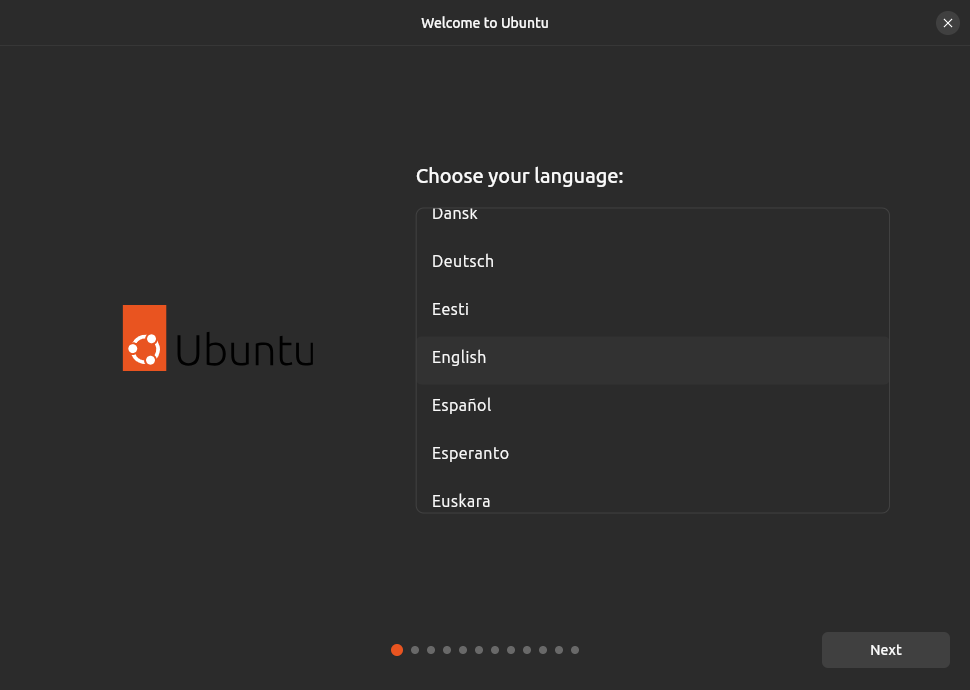 Welcome to Ubuntu
Choose your language:
Dansk
Deutsch
Eesti
English
Español
Esperanto
Euskara
Ubuntu
Next